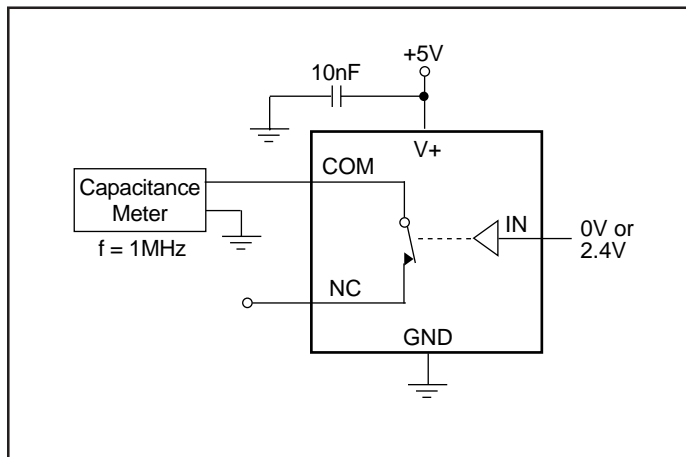 +5V
10nF
V+
COM
Capacitance
Meter
f = 1MHz
IN
0V or
2.4V
NC
GND